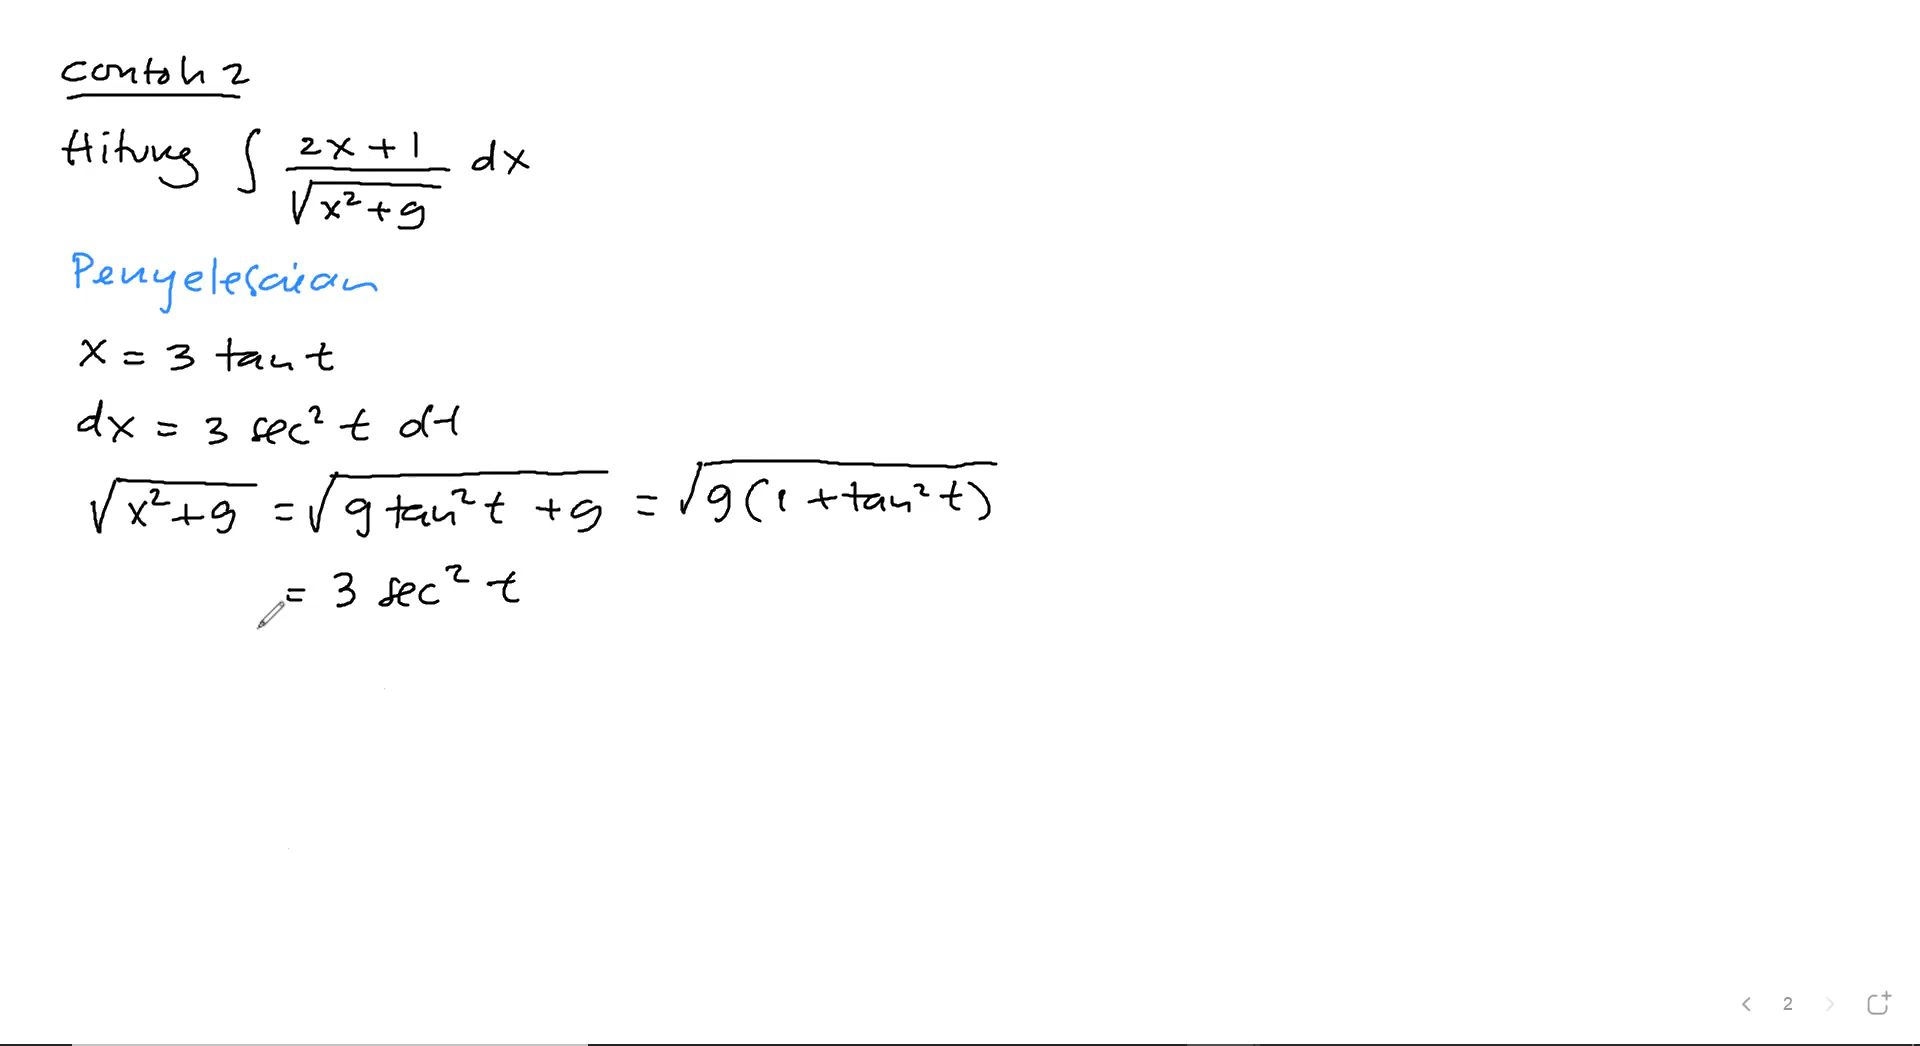 Contoh 2
Hitung ∫ (2x + 1)/√(x² + 9) dx
Penyelesaian
x = 3 tan t
dx = 3 sec² t dt
√(x² + 9) = √(9 tan² t + 9) = √(9(1 + tan² t))
= 3 sec² t
2